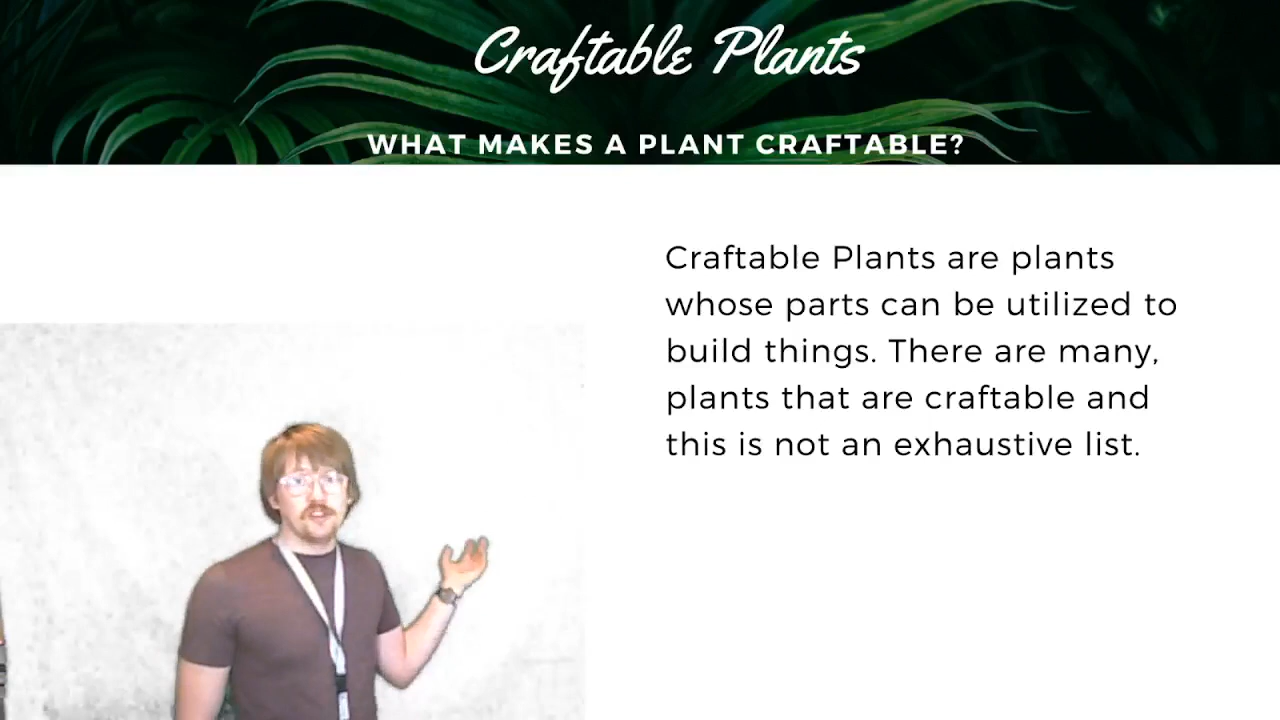 Craftable Plants
WHAT MAKES A PLANT CRAFTABLE?
Craftable Plants are plants
whose parts can be utilized to
build things. There are many,
plants that are craftable and
this is not an exhaustive list.